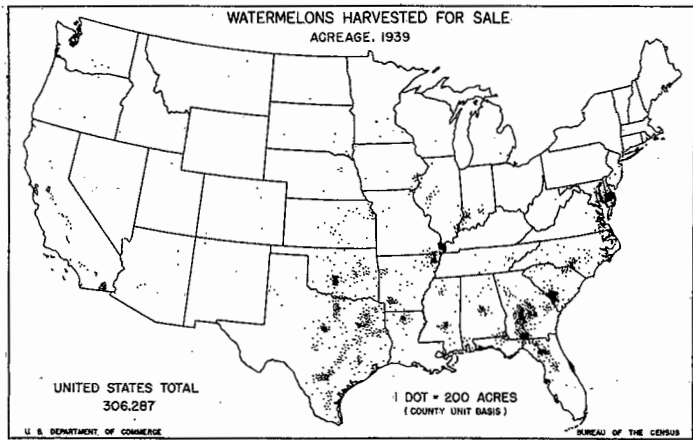 WATERMELONS HARVESTED FOR SALE
ACREAGE, 1939
UNITED STATES TOTAL
306,287
1 DOT = 200 ACRES
(COUNTY UNIT BASIS)
U. S. DEPARTMENT OF COMMERCE
BUREAU OF THE CENSUS